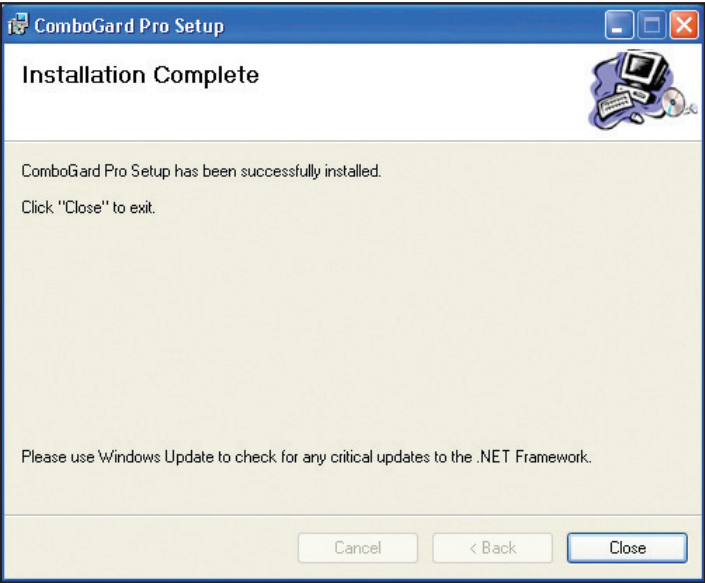 ComboGard Pro Setup
Installation Complete
ComboGard Pro Setup has been successfully installed.
Click "Close" to exit.
Please use Windows Update to check for any critical updates to the .NET Framework.
Cancel
< Back
Close